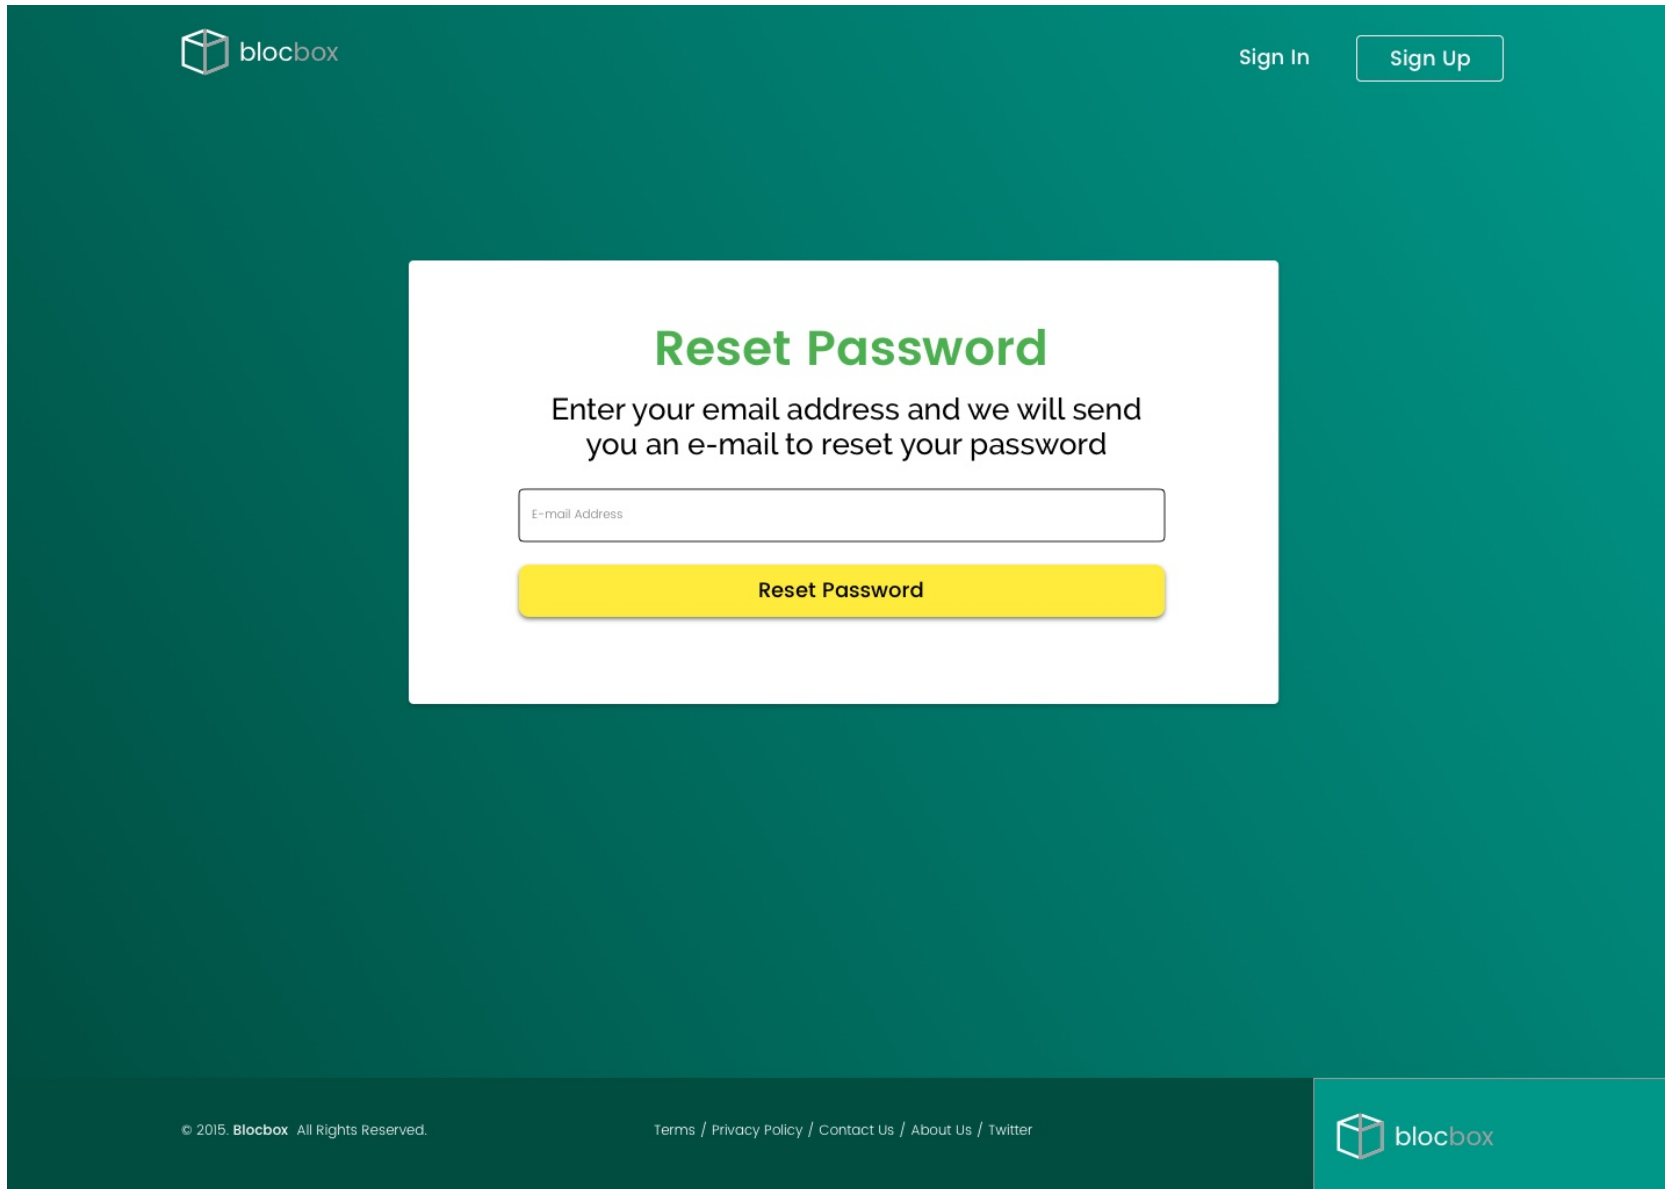 blocbox
Sign In
Sign Up
Reset Password
Enter your email address and we will send
you an e-mail to reset your password
E-mail Address
Reset Password
© 2015. Blocbox All Rights Reserved.
Terms / Privacy Policy / Contact Us / About Us / Twitter
blocbox